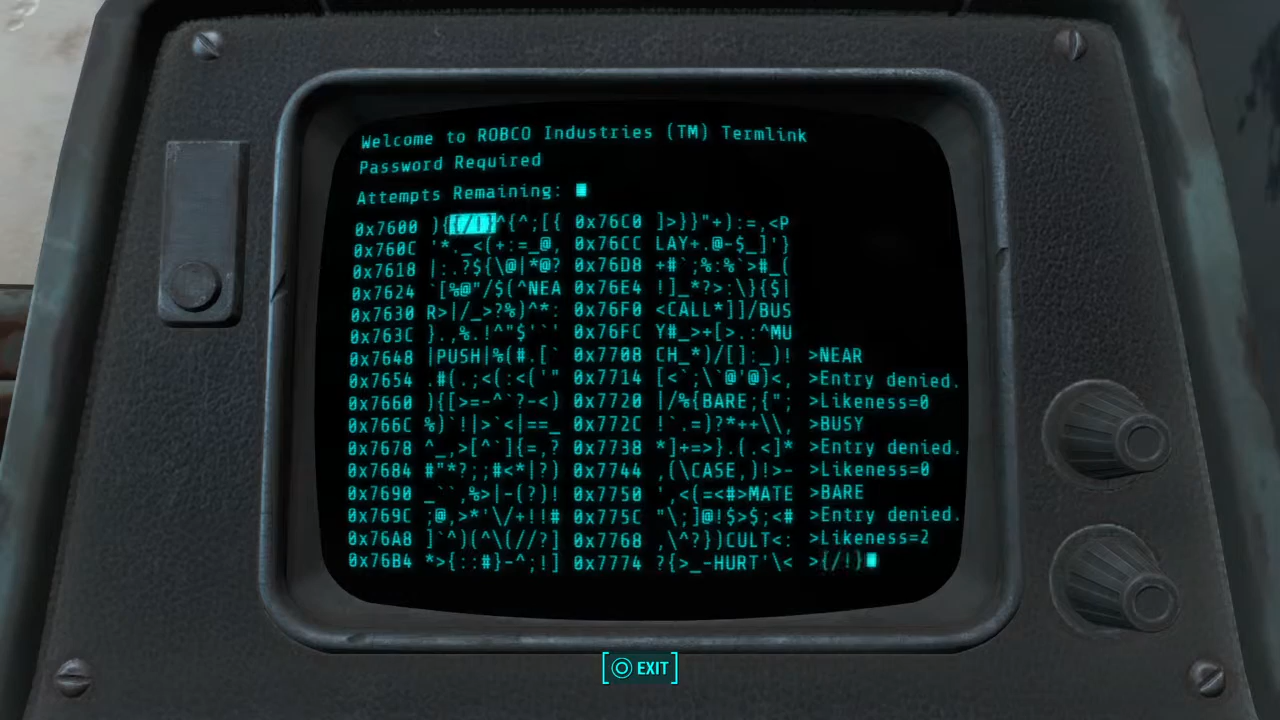 Welcome to ROBCO Industries (TM) Termlink
Password Required
Attempts Remaining: ■
0x7600 ){{/!}^{^;[{ 0x76C0 ]>}}"+):=,<P
0x760C '*._<(+:=_@, 0x76CC LAY+.@-$_]'}
0x7618 |:.?${\@|*@? 0x76D8 +#`;%:%`>#_(
0x7624 `[%@"/$(^NEA 0x76E4 !]_*?>:\}{$|
0x7630 R>|/_>?%)^*: 0x76F0 <CALL*]]/BUS
0x763C }.,%.!^"$'`' 0x76FC Y#_>+[>.:^MU
0x7648 |PUSH|%(#.[` 0x7708 CH_*)/[]:_)! >NEAR
0x7654 .#(.;<(:<('" 0x7714 [<`;\`@'@)<, >Entry denied.
0x7660 ){[>=-^`?-<) 0x7720 |/%{BARE;{"; >Likeness=0
0x766C %)`!|>`<|==_ 0x772C !`.=)?*++\\, >BUSY
0x7678 ^_,>[^`]{=,? 0x7738 *]+=>}.(.<]* >Entry denied.
0x7684 #"*?;;#<*|?) 0x7744 ,(\CASE,)!>- >Likeness=0
0x7690 _``,%>|-(?)! 0x7750 ',<(=<#>MATE >BARE
0x769C ;@,>*'\/+!!# 0x775C "\;]@!$>$;<# >Entry denied.
0x76A8 ]`^)(^\(//?] 0x7768 ,\^?})CULT<: >Likeness=2
0x76B4 *>{::#}-^;!] 0x7774 ?{>_-HURT'\< >{/!}■
EXIT